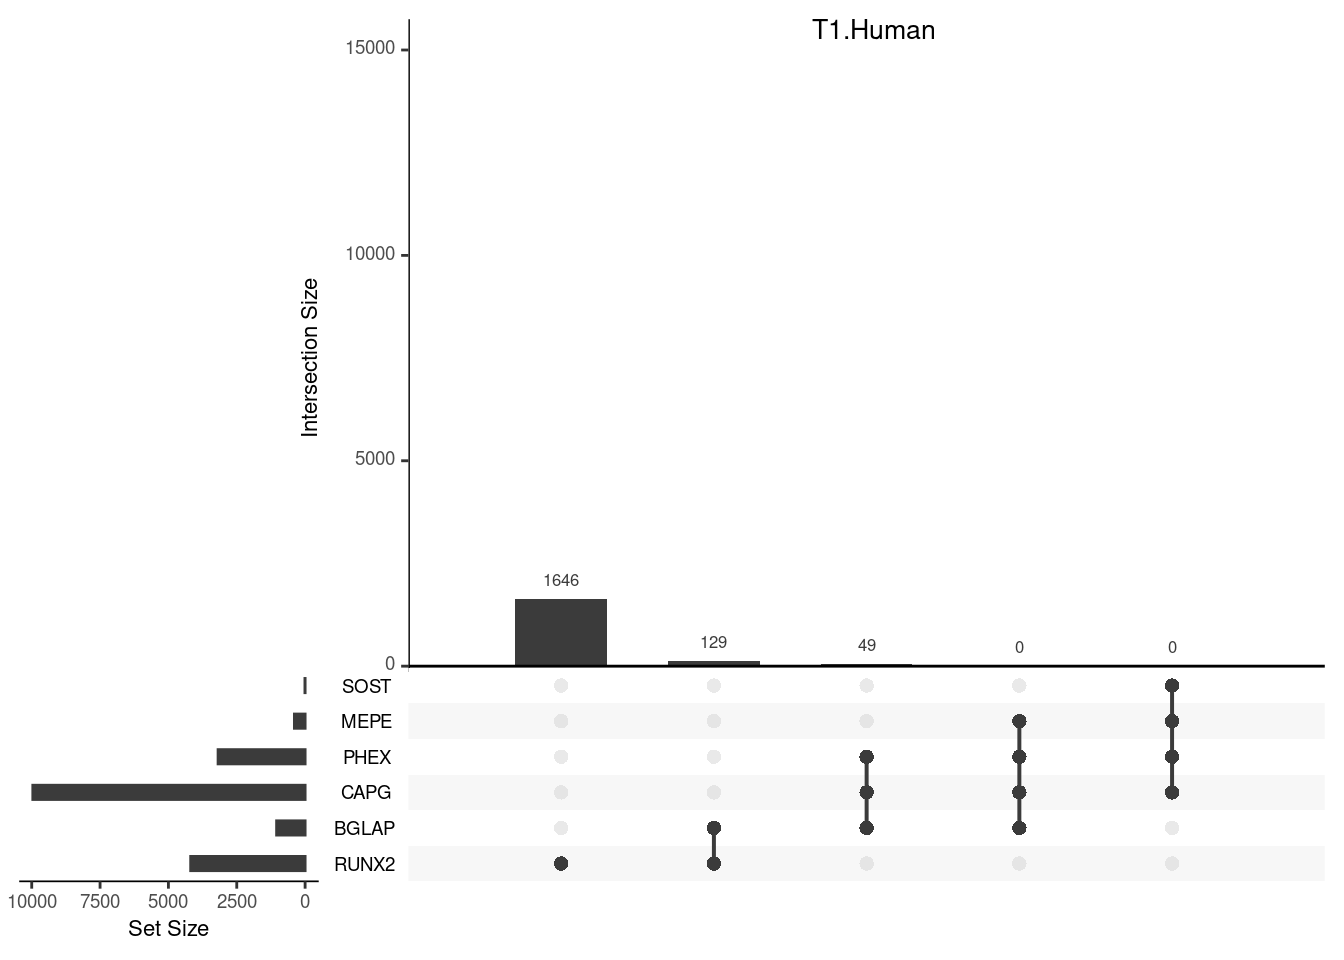 T1.Human
15000
10000
5000
0
Intersection Size
1646
129
49
0
0
SOST
MEPE
PHEX
CAPG
BGLAP
RUNX2
10000 7500 5000 2500 0
Set Size